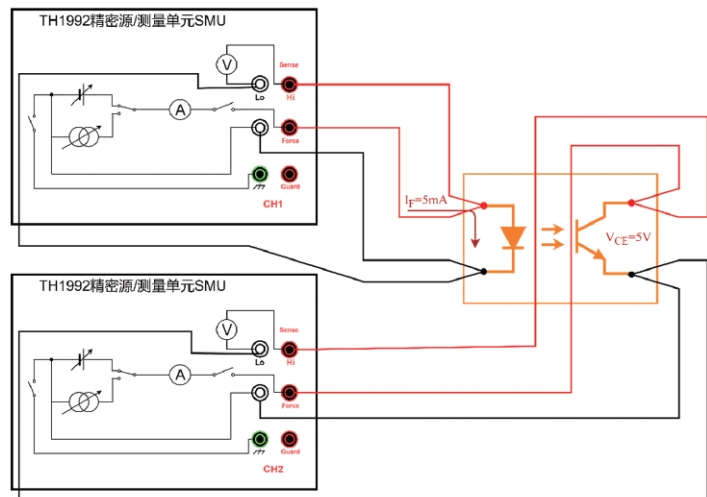 TH1992精密源/测量单元SMU
V
Sense
Lo
Hi
A
Force
Guard
CH1
I_F=5mA
V_CE=5V
TH1992精密源/测量单元SMU
V
Sense
Lo
Hi
A
Force
Guard
CH2